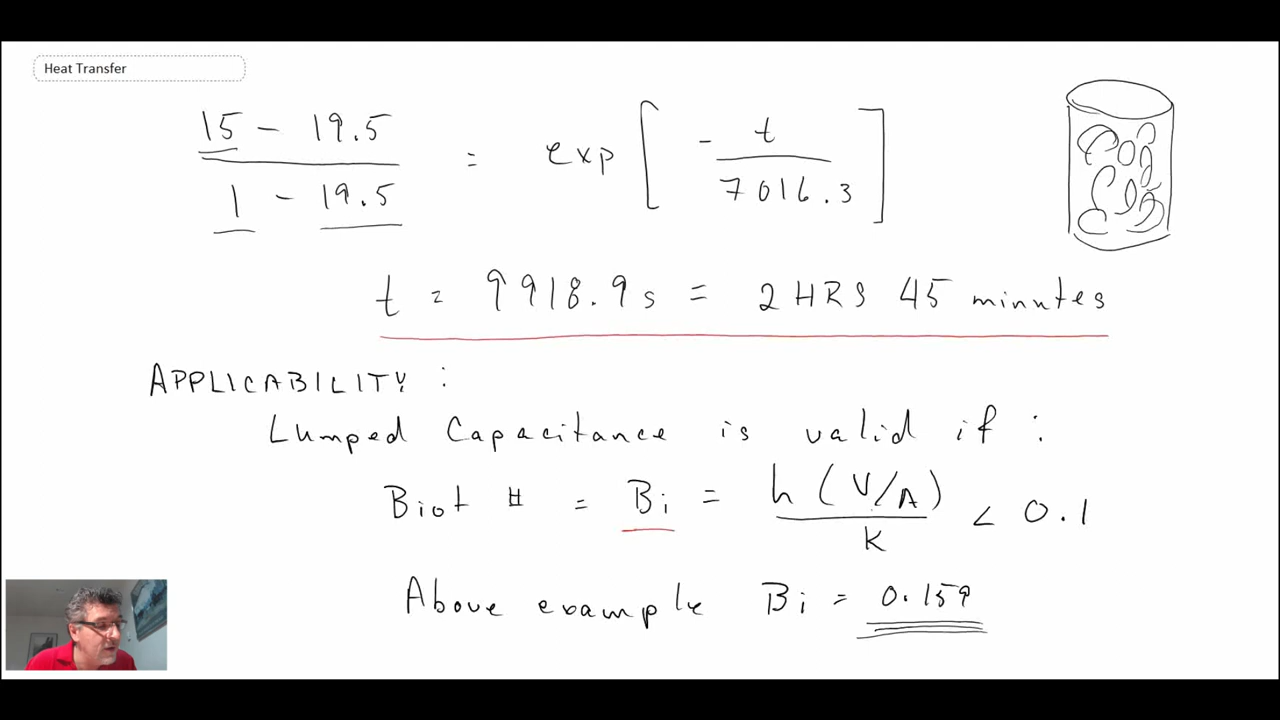 Heat Transfer
15 - 19.5 / 1 - 19.5 = exp [ - t / 7016.3 ]
t = 9918.9 s = 2 HRS 45 minutes
APPLICABILITY :
Lumped Capacitance is valid if :
Biot # = Bi = h (V/A) / K < 0.1
Above example Bi = 0.159